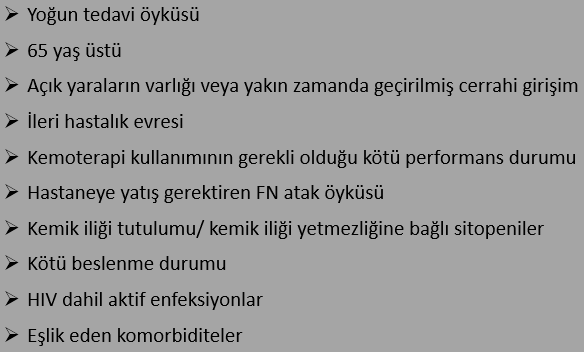 ➢ Yoğun tedavi öyküsü
➢ 65 yaş üstü
➢ Açık yaraların varlığı veya yakın zamanda geçirilmiş cerrahi girişim
➢ İleri hastalık evresi
➢ Kemoterapi kullanımının gerekli olduğu kötü performans durumu
➢ Hastaneye yatış gerektiren FN atak öyküsü
➢ Kemik iliği tutulumu/ kemik iliği yetmezliğine bağlı sitopeniler
➢ Kötü beslenme durumu
➢ HIV dahil aktif enfeksiyonlar
➢ Eşlik eden komorbiditeler